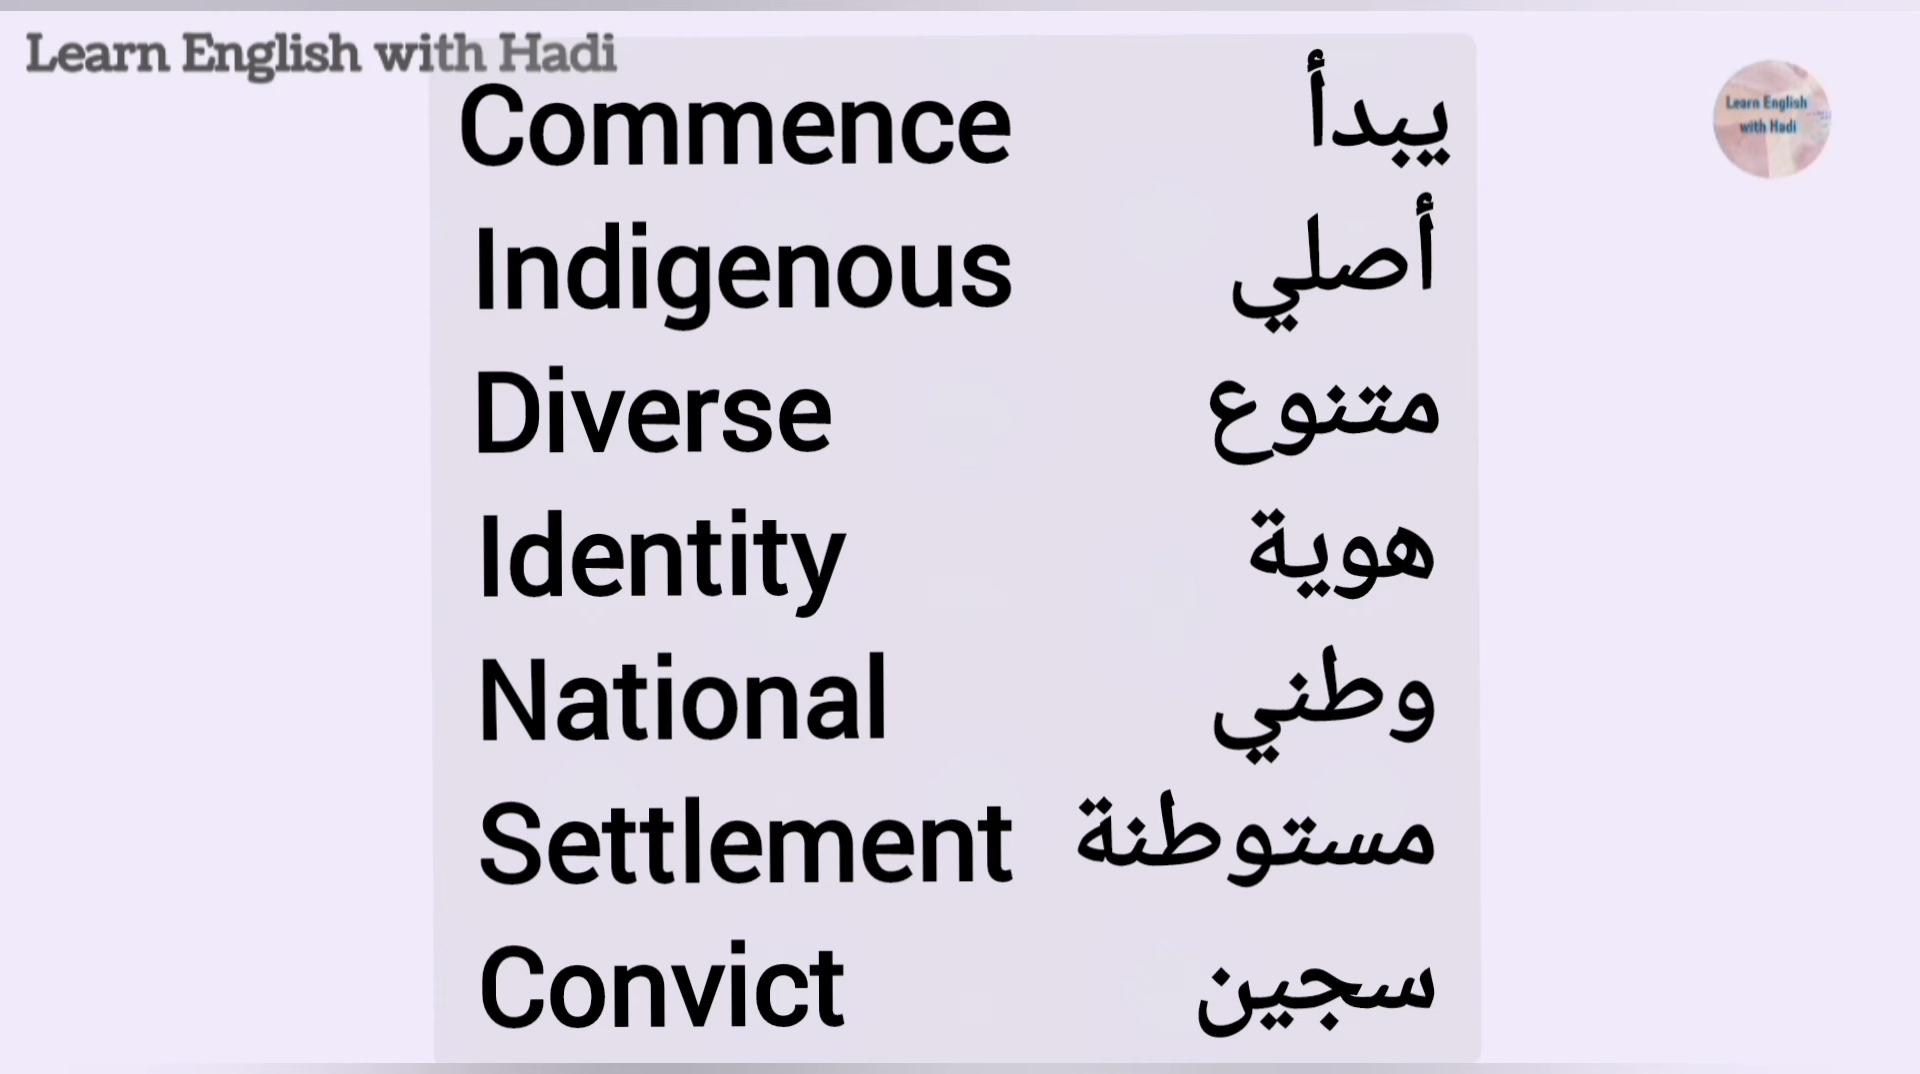 Learn English with Hadi
Learn English
with Hadi
Commence يبدأ
Indigenous أصلي
Diverse متنوع
Identity هوية
National وطني
Settlement مستوطنة
Convict سجين